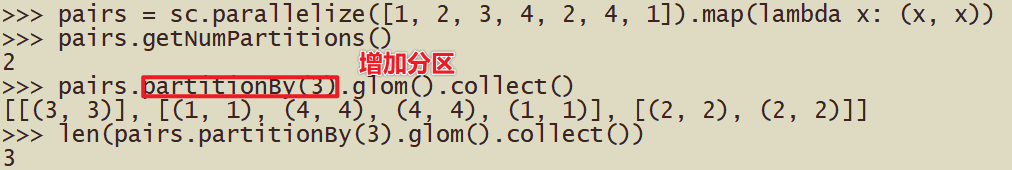 >>> pairs = sc.parallelize([1, 2, 3, 4, 2, 4, 1]).map(lambda x: (x, x))
>>> pairs.getNumPartitions()
2
增加分区
>>> pairs.partitionBy(3).glom().collect()
[[(3, 3)], [(1, 1), (4, 4), (4, 4), (1, 1)], [(2, 2), (2, 2)]]
>>> len(pairs.partitionBy(3).glom().collect())
3